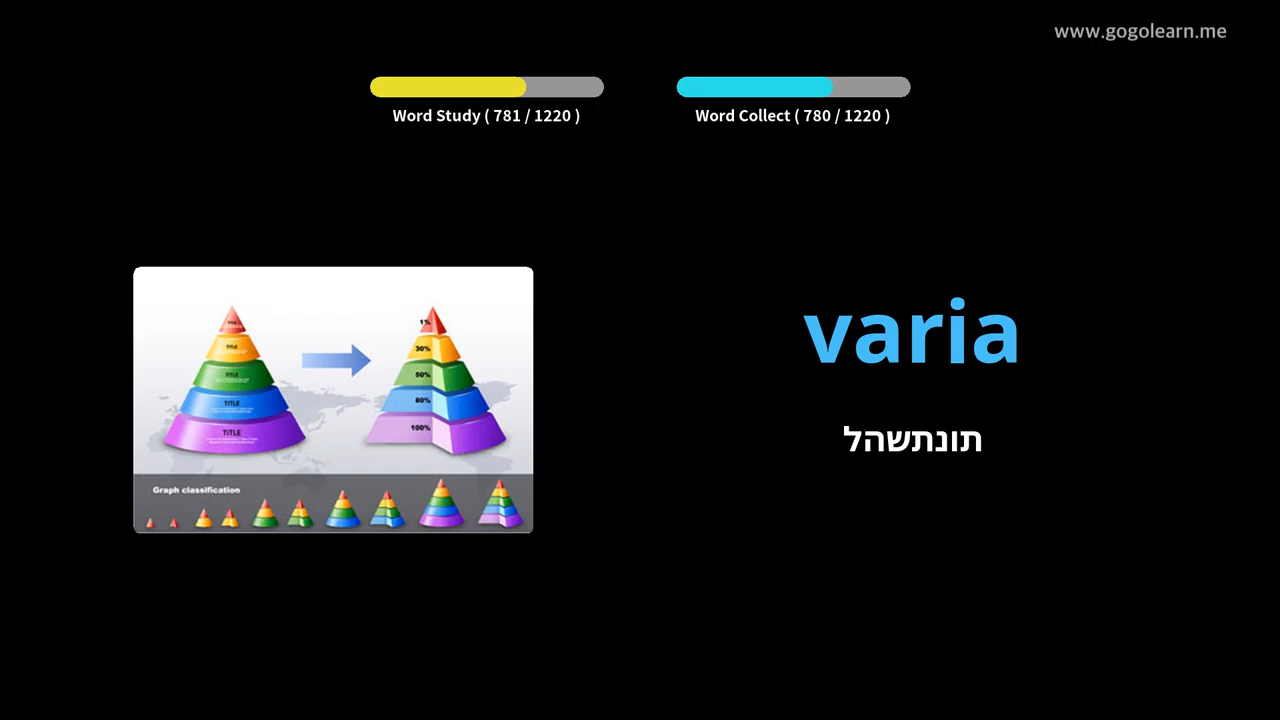 www.gogolearn.me
Word Study ( 781 / 1220 )
Word Collect ( 780 / 1220 )
varia
תונתשהל
TITLE
TITLE
TITLE
1%
30%
50%
80%
100%
Graph classification